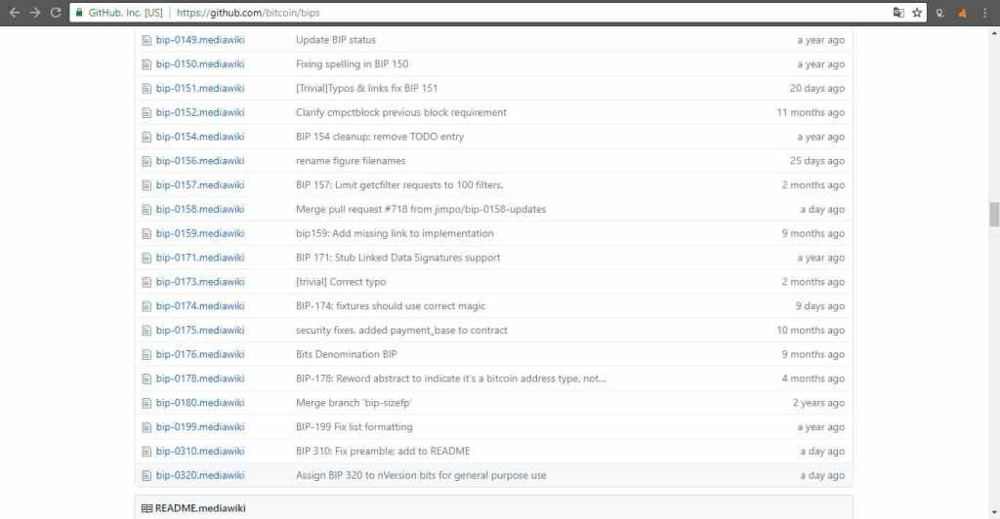 GitHub, Inc. [US] https://github.com/bitcoin/bips
bip-0149.mediawiki Update BIP status a year ago
bip-0150.mediawiki Fixing spelling in BIP 150 a year ago
bip-0151.mediawiki [Trivial]Typos & links fix BIP 151 20 days ago
bip-0152.mediawiki Clarify cmpctblock previous block requirement 11 months ago
bip-0154.mediawiki BIP 154 cleanup: remove TODO entry a year ago
bip-0156.mediawiki rename figure filenames 25 days ago
bip-0157.mediawiki BIP 157: Limit getcfilter requests to 100 filters. 2 months ago
bip-0158.mediawiki Merge pull request #718 from jimpo/bip-0158-updates a day ago
bip-0159.mediawiki bip159: Add missing link to implementation 9 months ago
bip-0171.mediawiki BIP 171: Stub Linked Data Signatures support a year ago
bip-0173.mediawiki [trivial] Correct typo 2 months ago
bip-0174.mediawiki BIP-174: fixtures should use correct magic 9 days ago
bip-0175.mediawiki security fixes. added payment_base to contract 10 months ago
bip-0176.mediawiki Bits Denomination BIP 9 months ago
bip-0178.mediawiki BIP-178: Reword abstract to indicate it's a bitcoin address type, not... 4 months ago
bip-0180.mediawiki Merge branch 'bip-sizefp' 2 years ago
bip-0199.mediawiki BIP-199 Fix list formatting a year ago
bip-0310.mediawiki BIP 310: Fix preamble; add to README a day ago
bip-0320.mediawiki Assign BIP 320 to nVersion bits for general purpose use a day ago
README.mediawiki